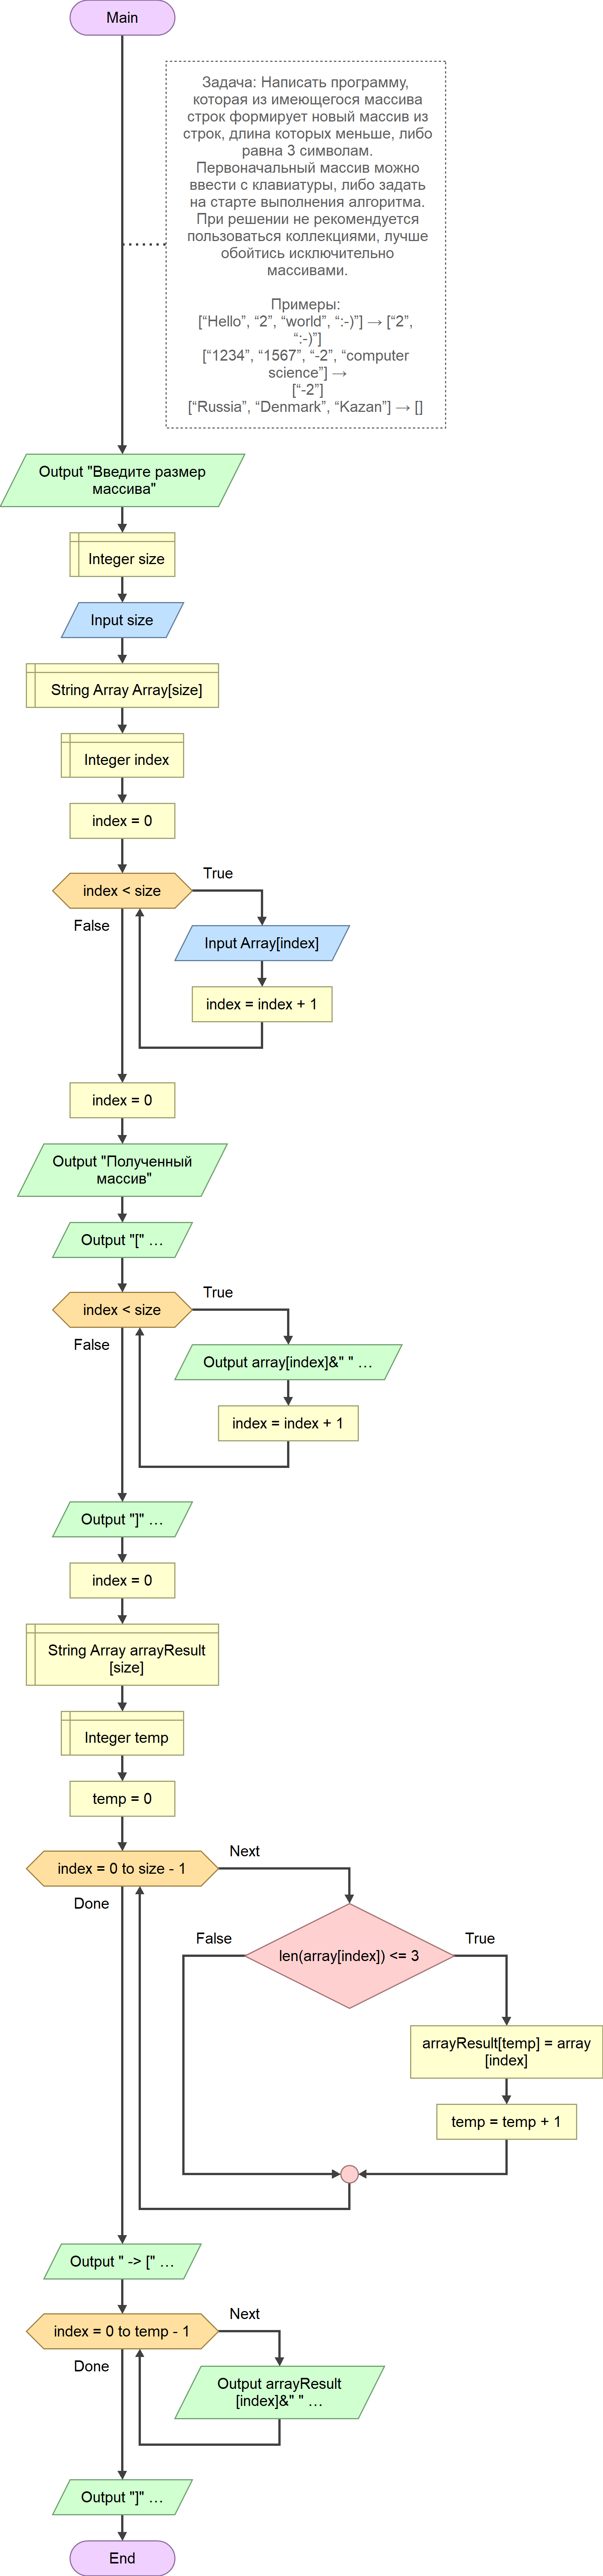 Main
Задача: Написать программу,
которая из имеющегося массива
строк формирует новый массив из
строк, длина которых меньше, либо
равна 3 символам.
Первоначальный массив можно
ввести с клавиатуры, либо задать
на старте выполнения алгоритма.
При решении не рекомендуется
пользоваться коллекциями, лучше
обойтись исключительно
массивами.
Примеры:
[“Hello”, “2”, “world”, “:-)”] → [“2”,
“:-)”]
[“1234”, “1567”, “-2”, “computer
science”] →
[“-2”]
[“Russia”, “Denmark”, “Kazan”] → []
Output "Введите размер
массива"
Integer size
Input size
String Array Array[size]
Integer index
index = 0
index < size
True
False
Input Array[index]
index = index + 1
index = 0
Output "Полученный
массив"
Output "[" …
index < size
True
False
Output array[index]&" " …
index = index + 1
Output "]" …
index = 0
String Array arrayResult
[size]
Integer temp
temp = 0
index = 0 to size - 1
Next
Done
False
len(array[index]) <= 3
True
arrayResult[temp] = array
[index]
temp = temp + 1
Output " -> [" …
index = 0 to temp - 1
Next
Done
Output arrayResult
[index]&" " …
Output "]" …
End